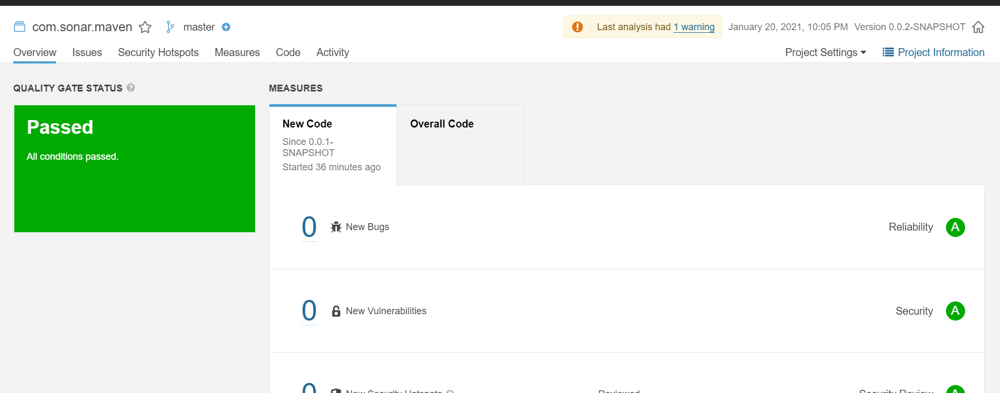 com.sonar.maven master
Last analysis had 1 warning January 20, 2021, 10:05 PM Version 0.0.2-SNAPSHOT
Overview Issues Security Hotspots Measures Code Activity
Project Settings Project Information
QUALITY GATE STATUS ?
Passed
All conditions passed.
MEASURES
New Code
Since 0.0.1-
SNAPSHOT
Started 36 minutes ago
Overall Code
0 New Bugs Reliability A
0 New Vulnerabilities Security A
0 New Security Hotspots Reviewed Security Review A